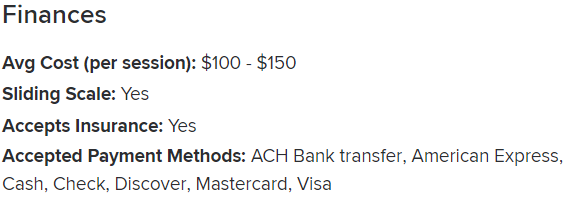 Finances
Avg Cost (per session): $100 - $150
Sliding Scale: Yes
Accepts Insurance: Yes
Accepted Payment Methods: ACH Bank transfer, American Express,
Cash, Check, Discover, Mastercard, Visa